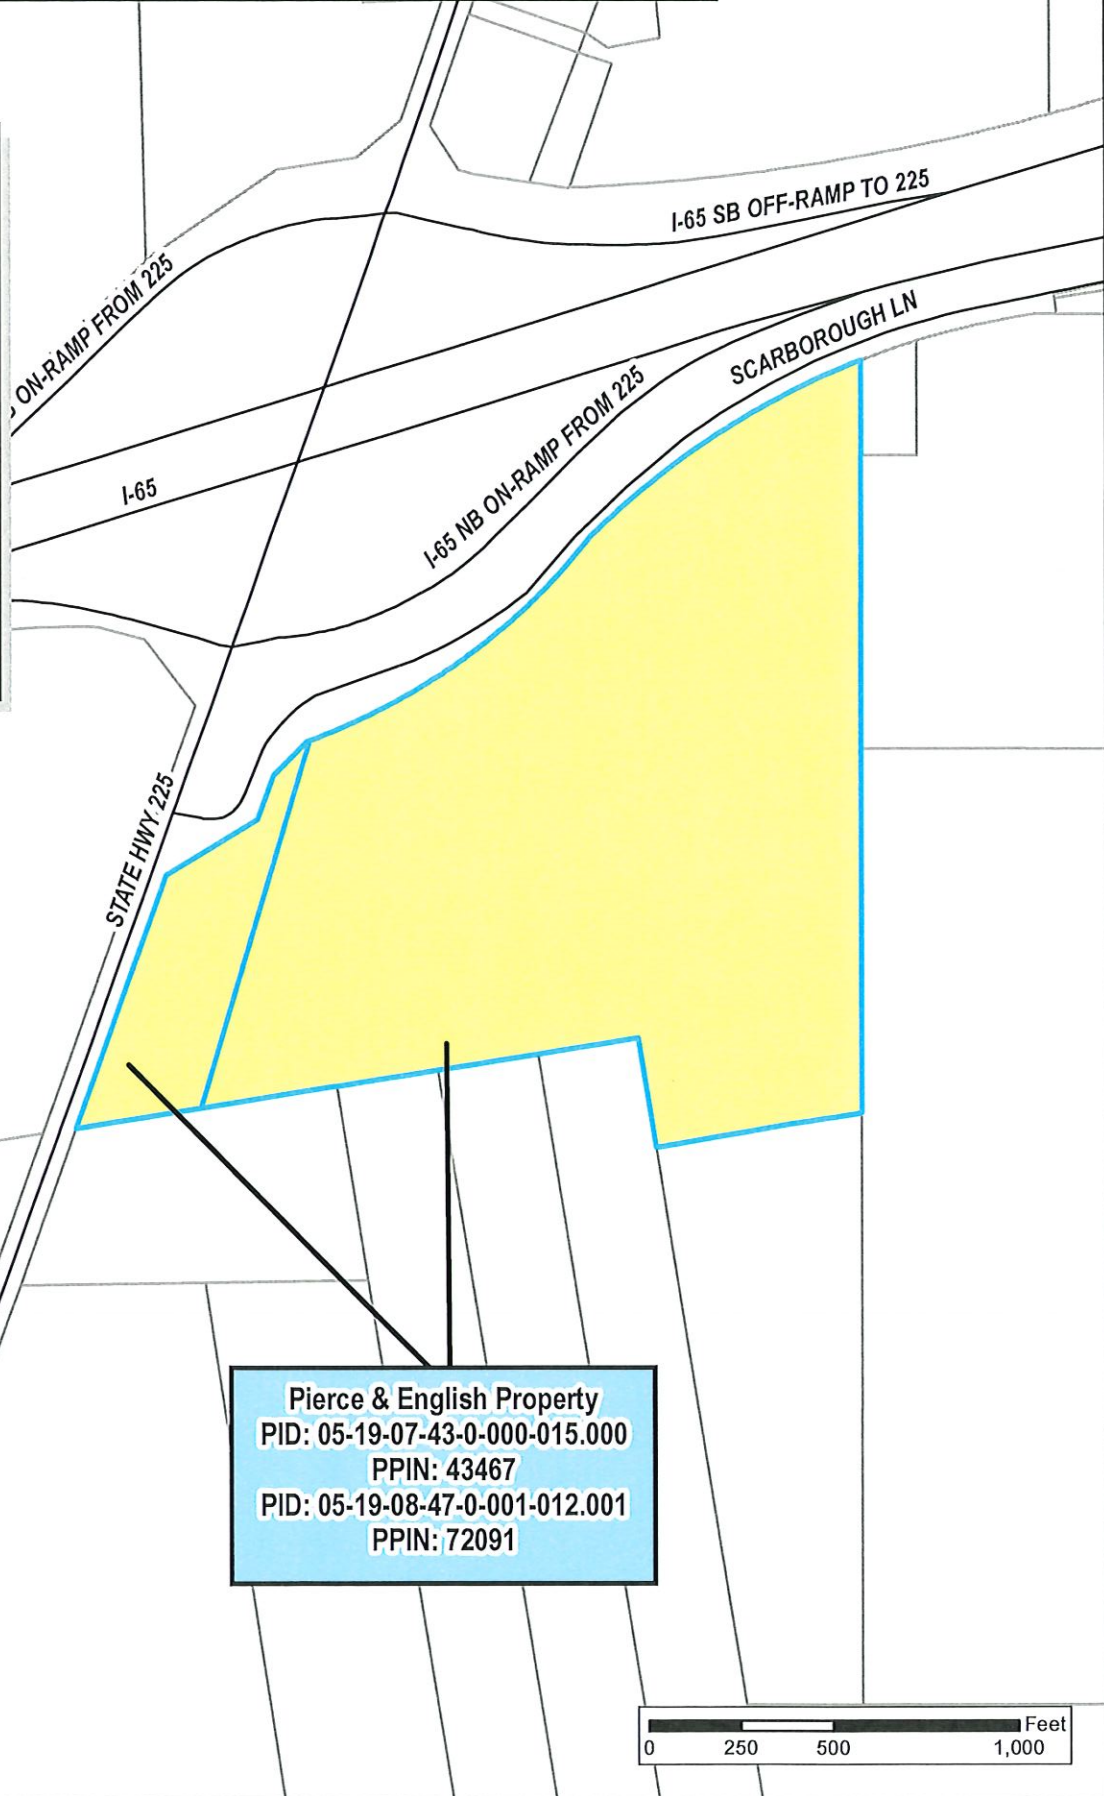 I-65 SB OFF-RAMP TO 225
ON-RAMP FROM 225
SCARBOROUGH LN
I-65 NB ON-RAMP FROM 225
I-65
STATE HWY 225
Pierce & English Property
PID: 05-19-07-43-0-000-015.000
PPIN: 43467
PID: 05-19-08-47-0-001-012.001
PPIN: 72091
Feet
0 250 500 1,000